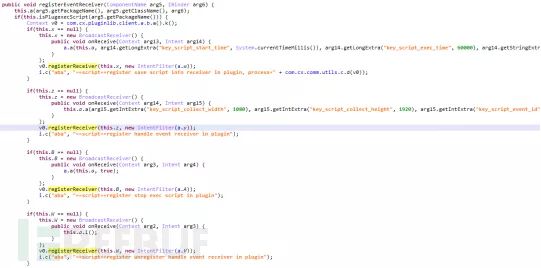 public void registerEventReceiver(ComponentName arg5, IBinder arg6) {
this.a(arg5.getPackageName(), arg5.getClassName(), arg6);
if(this.isPlugexecScript(arg5.getPackageName())) {
Context v0 = com.cx.pluginlib.client.a.b.a().k();
if(this.x == null) {
this.x = new BroadcastReceiver() {
public void onReceive(Context arg13, Intent arg14) {
a.a(this.a, arg14.getLongExtra("key_script_start_time", System.currentTimeMillis()), arg14.getLongExtra("key_script_exec_time", 60000), arg14.getStringExt
}
};
v0.registerReceiver(this.x, new IntentFilter(a.
i.c("aba", "==script=register save script info receiver in plugin, process=" + com.cx.comm.utils.c.d(v0));
}
if(this.z == null) {
this.z = new BroadcastReceiver() {
public void onReceive(Context arg14, Intent arg15) {
this.a.a(arg15.getIntExtra("key_script_collect_width", 1080), arg15.getIntExtra("key_script_collect_height", 1920), arg15.getIntExtra("key_script_event_id"
}
};
v0.registerReceiver(this.z, new IntentFilter(a.y));
i.c("aba", "==script=register handle event receiver in plugin");
}
if(this.B == null) {
this.B = new BroadcastReceiver() {
public void onReceive(Context arg3, Intent arg4) {
a.a(this.a, true);
}
};
v0.registerReceiver(this.B, new IntentFilter(a.A));
i.c("aba", "==script=register stop exec script in plugin");
}
if(this.W == null) {
this.W = new BroadcastReceiver() {
public void onReceive(Context arg2, Intent arg3) {
this.a.i();
}
};
v0.registerReceiver(this.W, new IntentFilter(a.V));
i.c("aba", "==script=register unregister handle event receiver in plugin");
}
REEBUF